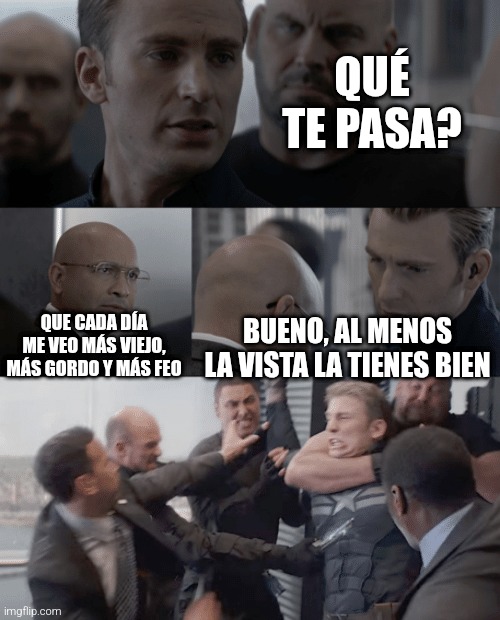 QUÉ
TE PASA?
QUE CADA DÍA
ME VEO MÁS VIEJO,
MÁS GORDO Y MÁS FEO
BUENO, AL MENOS
LA VISTA LA TIENES BIEN
imgflip.com